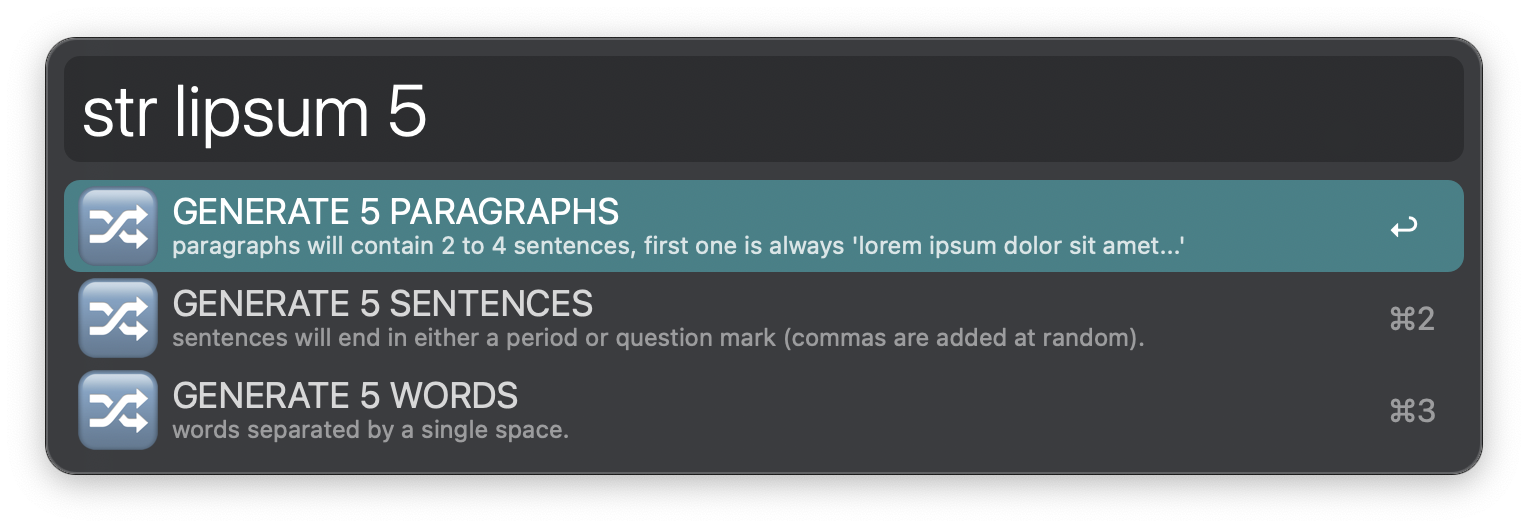 str lipsum 5
GENERATE 5 PARAGRAPHS
paragraphs will contain 2 to 4 sentences, first one is always 'lorem ipsum dolor sit amet...'
↩
GENERATE 5 SENTENCES
sentences will end in either a period or question mark (commas are added at random).
⌘2
GENERATE 5 WORDS
words separated by a single space.
⌘3